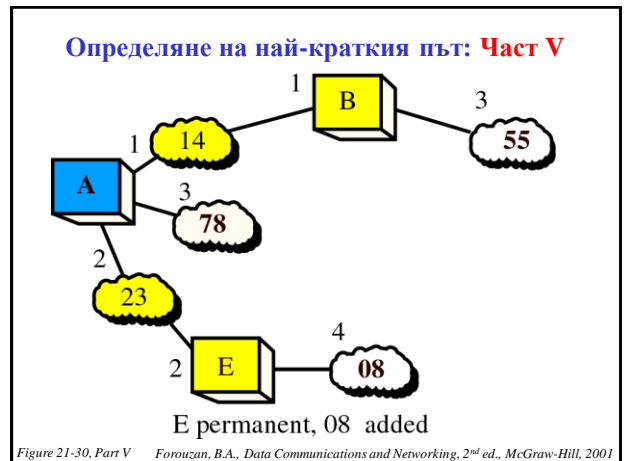 Определяне на най-краткия път: Част V
1
B
3
1
14
55
A
3
78
2
23
4
2
E
08
E permanent, 08 added
Figure 21-30, Part V Forouzan, B.A., Data Communications and Networking, 2nd ed., McGraw-Hill, 2001